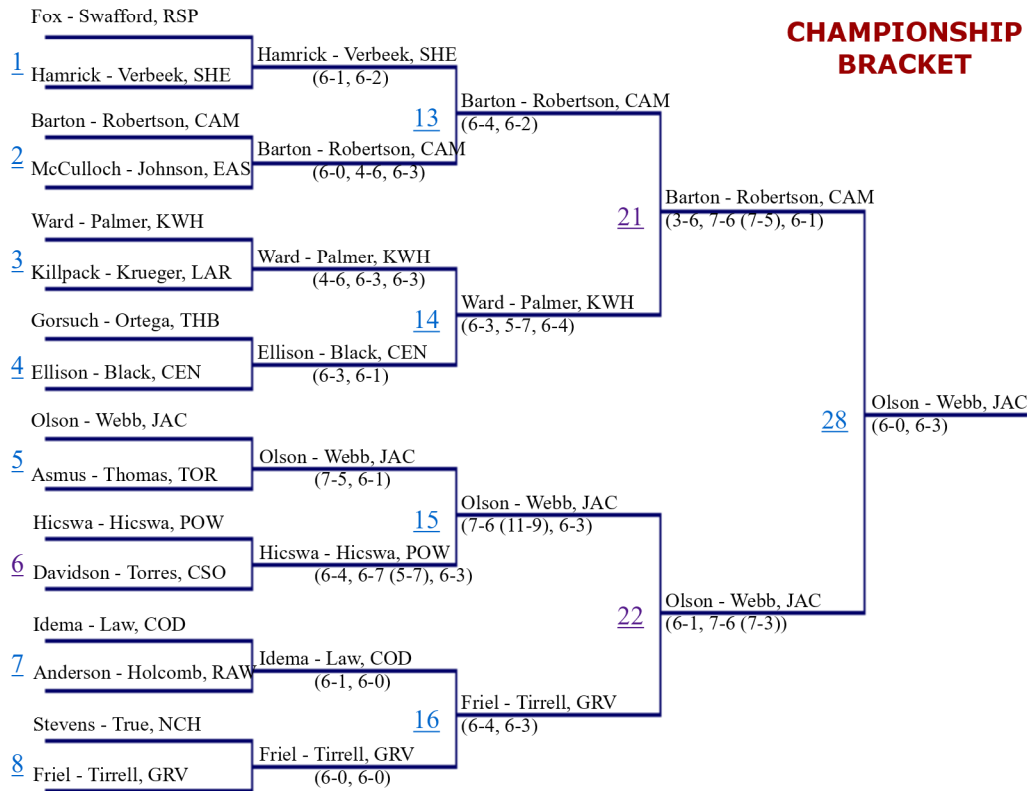 CHAMPIONSHIP
BRACKET
Fox - Swafford, RSP
1
Hamrick - Verbeek, SHE
Barton - Robertson, CAM
2
McCulloch - Johnson, EAS
Ward - Palmer, KWH
3
Killpack - Krueger, LAR
Gorsuch - Ortega, THB
4
Ellison - Black, CEN
Olson - Webb, JAC
5
Asmus - Thomas, TOR
Hicswa - Hicswa, POW
6
Davidson - Torres, CSO
Idema - Law, COD
7
Anderson - Holcomb, RAW
Stevens - True, NCH
8
Friel - Tirrell, GRV
Hamrick - Verbeek, SHE
(6-1, 6-2)
13
Barton - Robertson, CAM
(6-0, 4-6, 6-3)
Ward - Palmer, KWH
(4-6, 6-3, 6-3)
14
Ellison - Black, CEN
(6-3, 6-1)
Olson - Webb, JAC
(7-5, 6-1)
15
Hicswa - Hicswa, POW
(6-4, 6-7 (5-7), 6-3)
Idema - Law, COD
(6-1, 6-0)
16
Friel - Tirrell, GRV
(6-0, 6-0)
Barton - Robertson, CAM
(6-4, 6-2)
21
Ward - Palmer, KWH
(6-3, 5-7, 6-4)
Olson - Webb, JAC
(7-6 (11-9), 6-3)
22
Friel - Tirrell, GRV
(6-4, 6-3)
Barton - Robertson, CAM
(3-6, 7-6 (7-5), 6-1)
28
Olson - Webb, JAC
(6-1, 7-6 (7-3))
Olson - Webb, JAC
(6-0, 6-3)